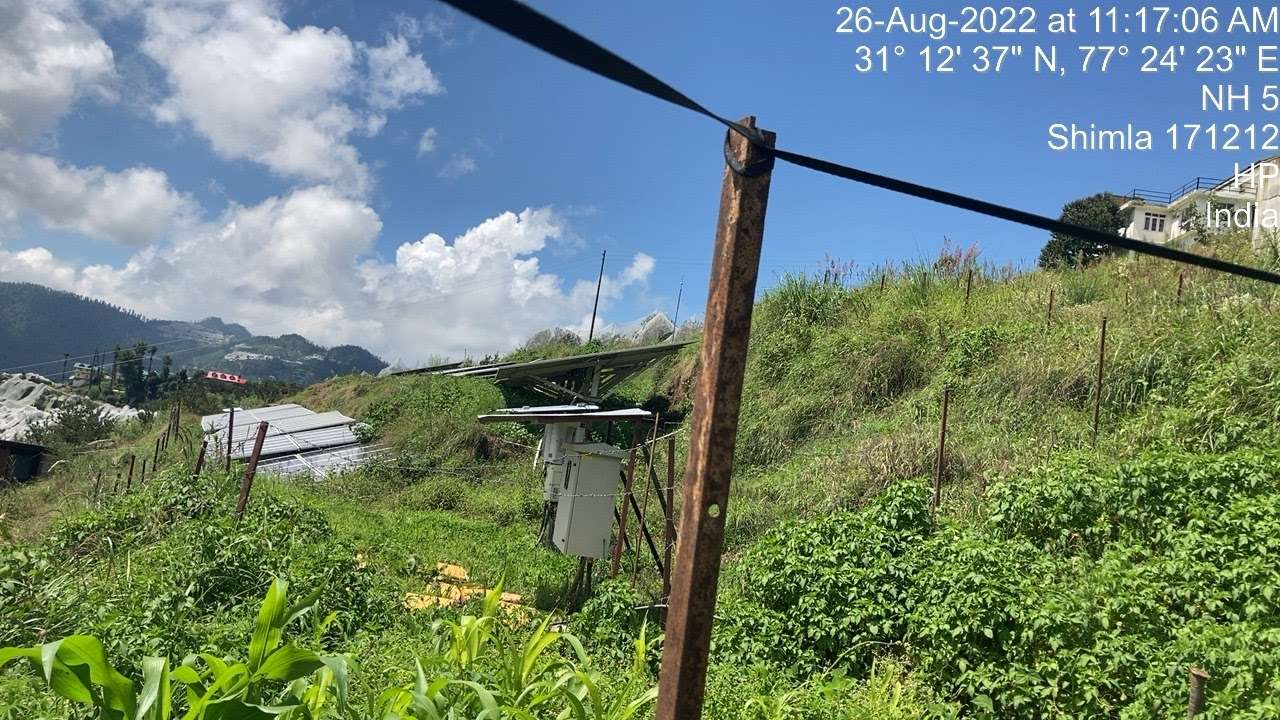 26-Aug-2022 at 11:17:06 AM
31° 12' 37" N, 77° 24' 23" E
NH 5
Shimla 171212
HP
India